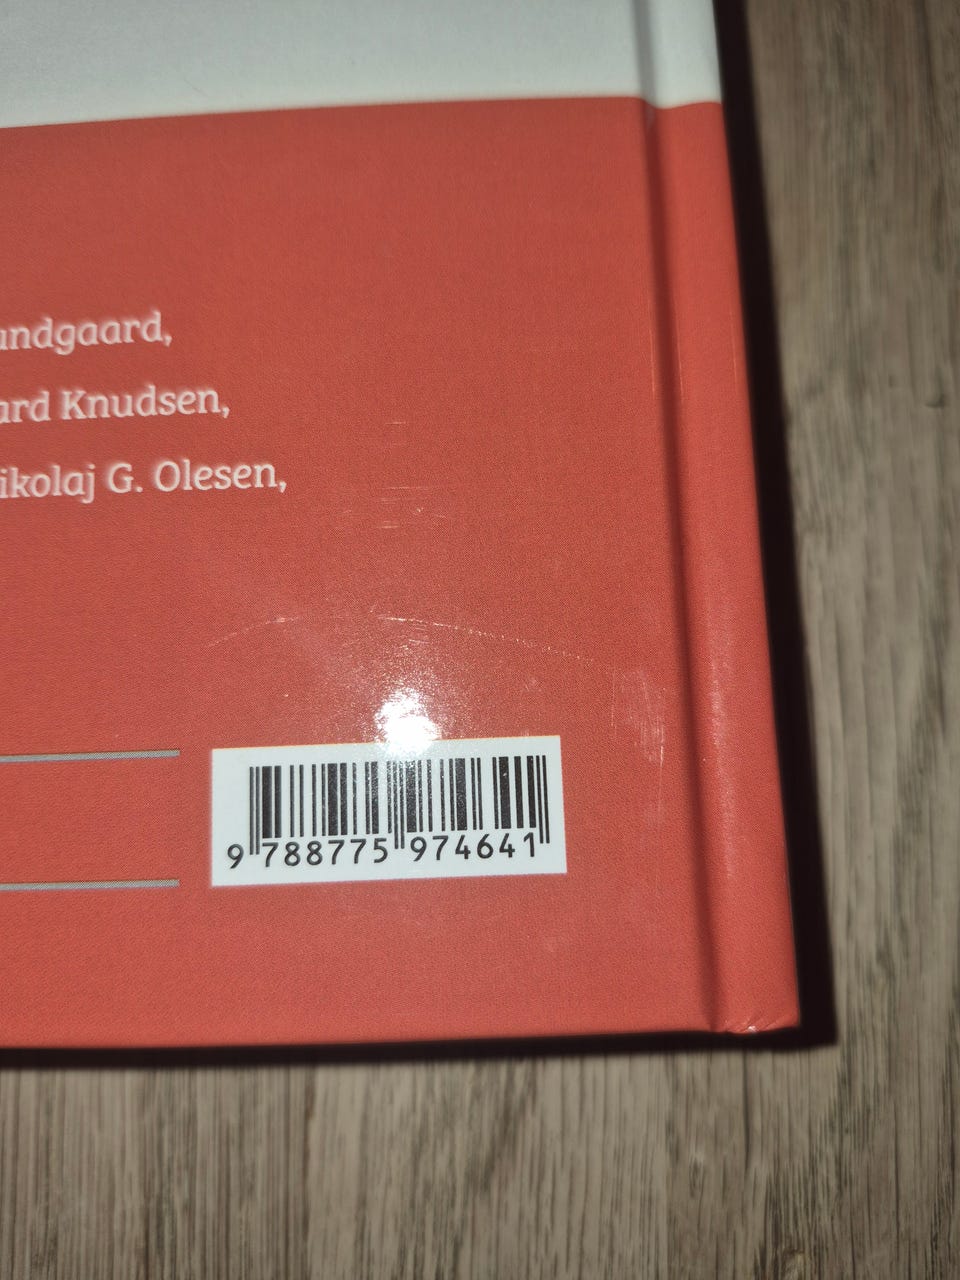 undgaard,
ard Knudsen,
ikolaj G. Olesen,
9 788775 974641